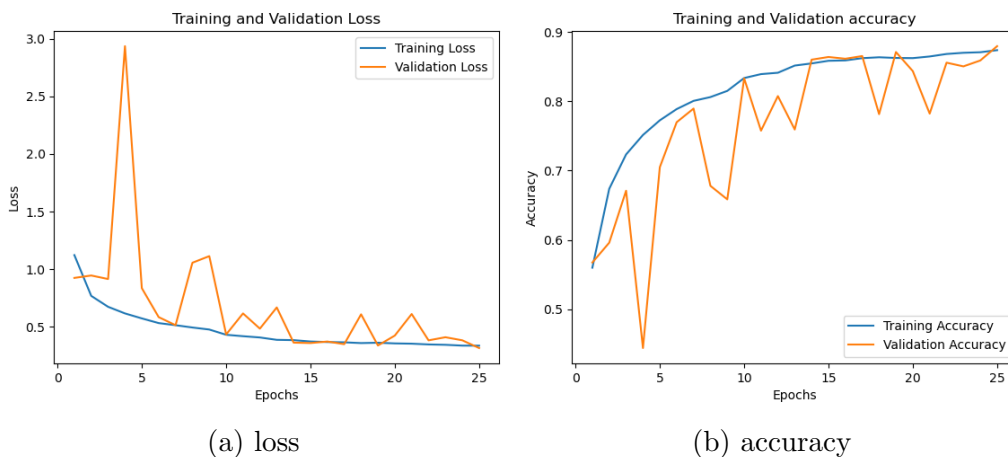 Training and Validation Loss
3.0
2.5
2.0
1.5
1.0
0.5
Loss
Training Loss
Validation Loss
0
5
10
15
20
25
Epochs
(a) loss
Training and Validation accuracy
0.9
0.8
0.7
0.6
0.5
Accuracy
Training Accuracy
Validation Accuracy
0
5
10
15
20
25
Epochs
(b) accuracy